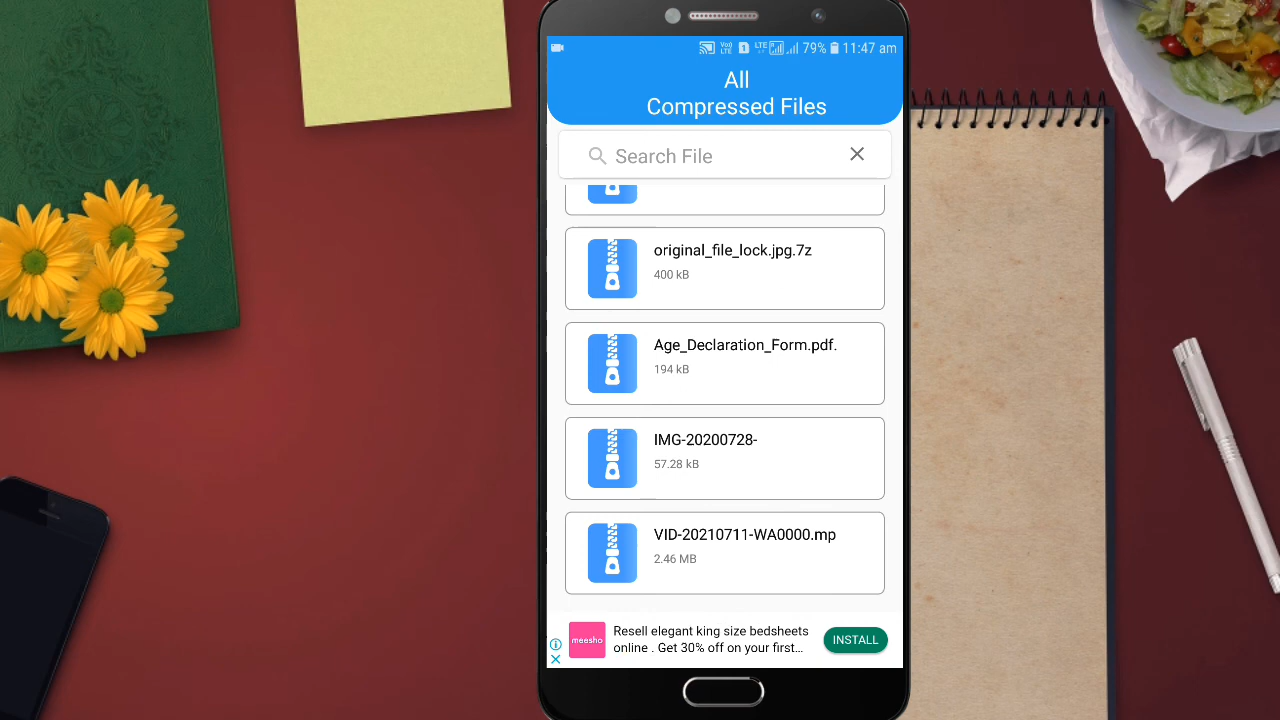 79% 11:47 am
All
Compressed Files
Search File
original_file_lock.jpg.7z
400 kB
Age_Declaration_Form.pdf.
194 kB
IMG-20200728-
57.28 kB
VID-20210711-WA0000.mp
2.46 MB
meesho
Resell elegant king size bedsheets
online . Get 30% off on your first...
INSTALL